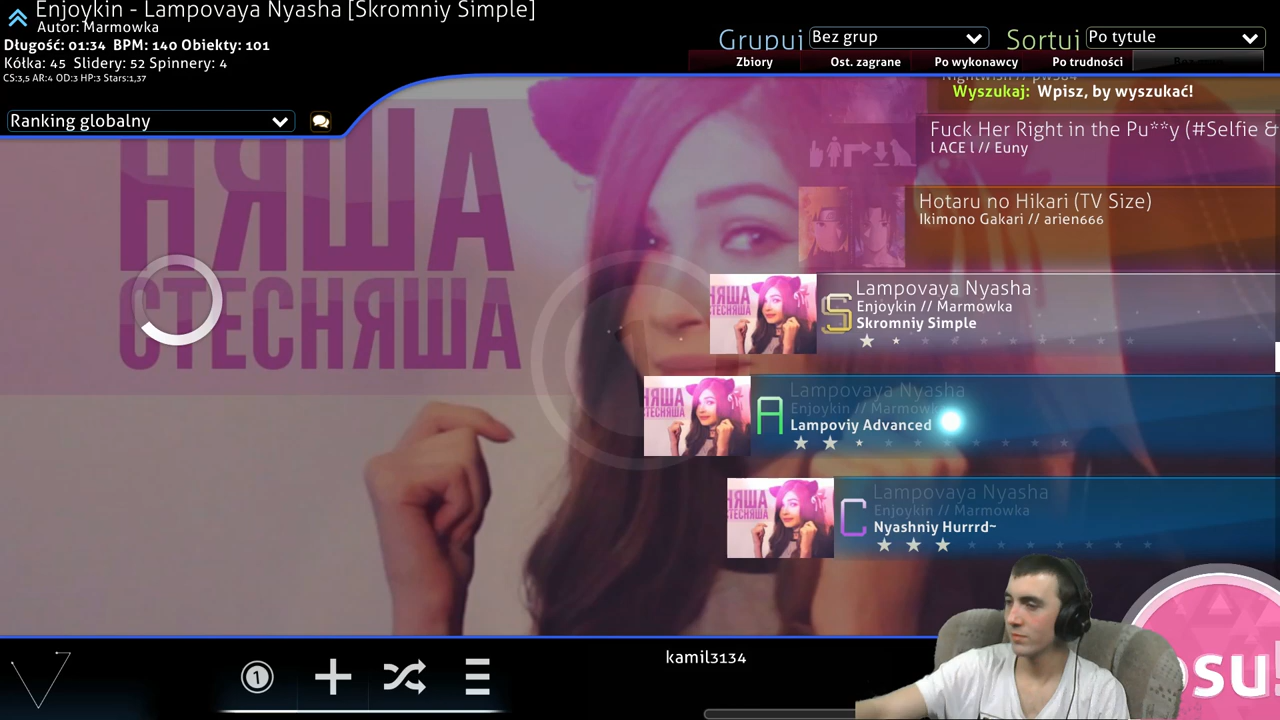 Enjoykin - Lampovaya Nyasha [Skromniy Simple]
Autor: Marmowka
Długość: 01:34 BPM: 140 Obiekty: 101
Kółka: 45 Slidery: 52 Spinnery: 4
CS:3,5 AR:4 OD:3 HP:3 Stars:1,37
Grupuj Bez grup Sortuj Po tytule
Zbiory Ost. zagrane Po wykonawcy Po trudności
Ranking globalny
Wyszukaj: Wpisz, by wyszukać!
Fuck Her Right in the Pu**y (#Selfie &
l ACE l // Euny
Hotaru no Hikari (TV Size)
Ikimono Gakari // arien666
НЯША
СТЕСНЯША
Lampovaya Nyasha
Enjoykin // Marmowka
Skromniy Simple
S
Lampovaya Nyasha
Enjoykin // Marmowka
Lampoviy Advanced
A
Lampovaya Nyasha
Enjoykin // Marmowka
Nyashniy Hurrrd~
C
kamil3134
1
osu!